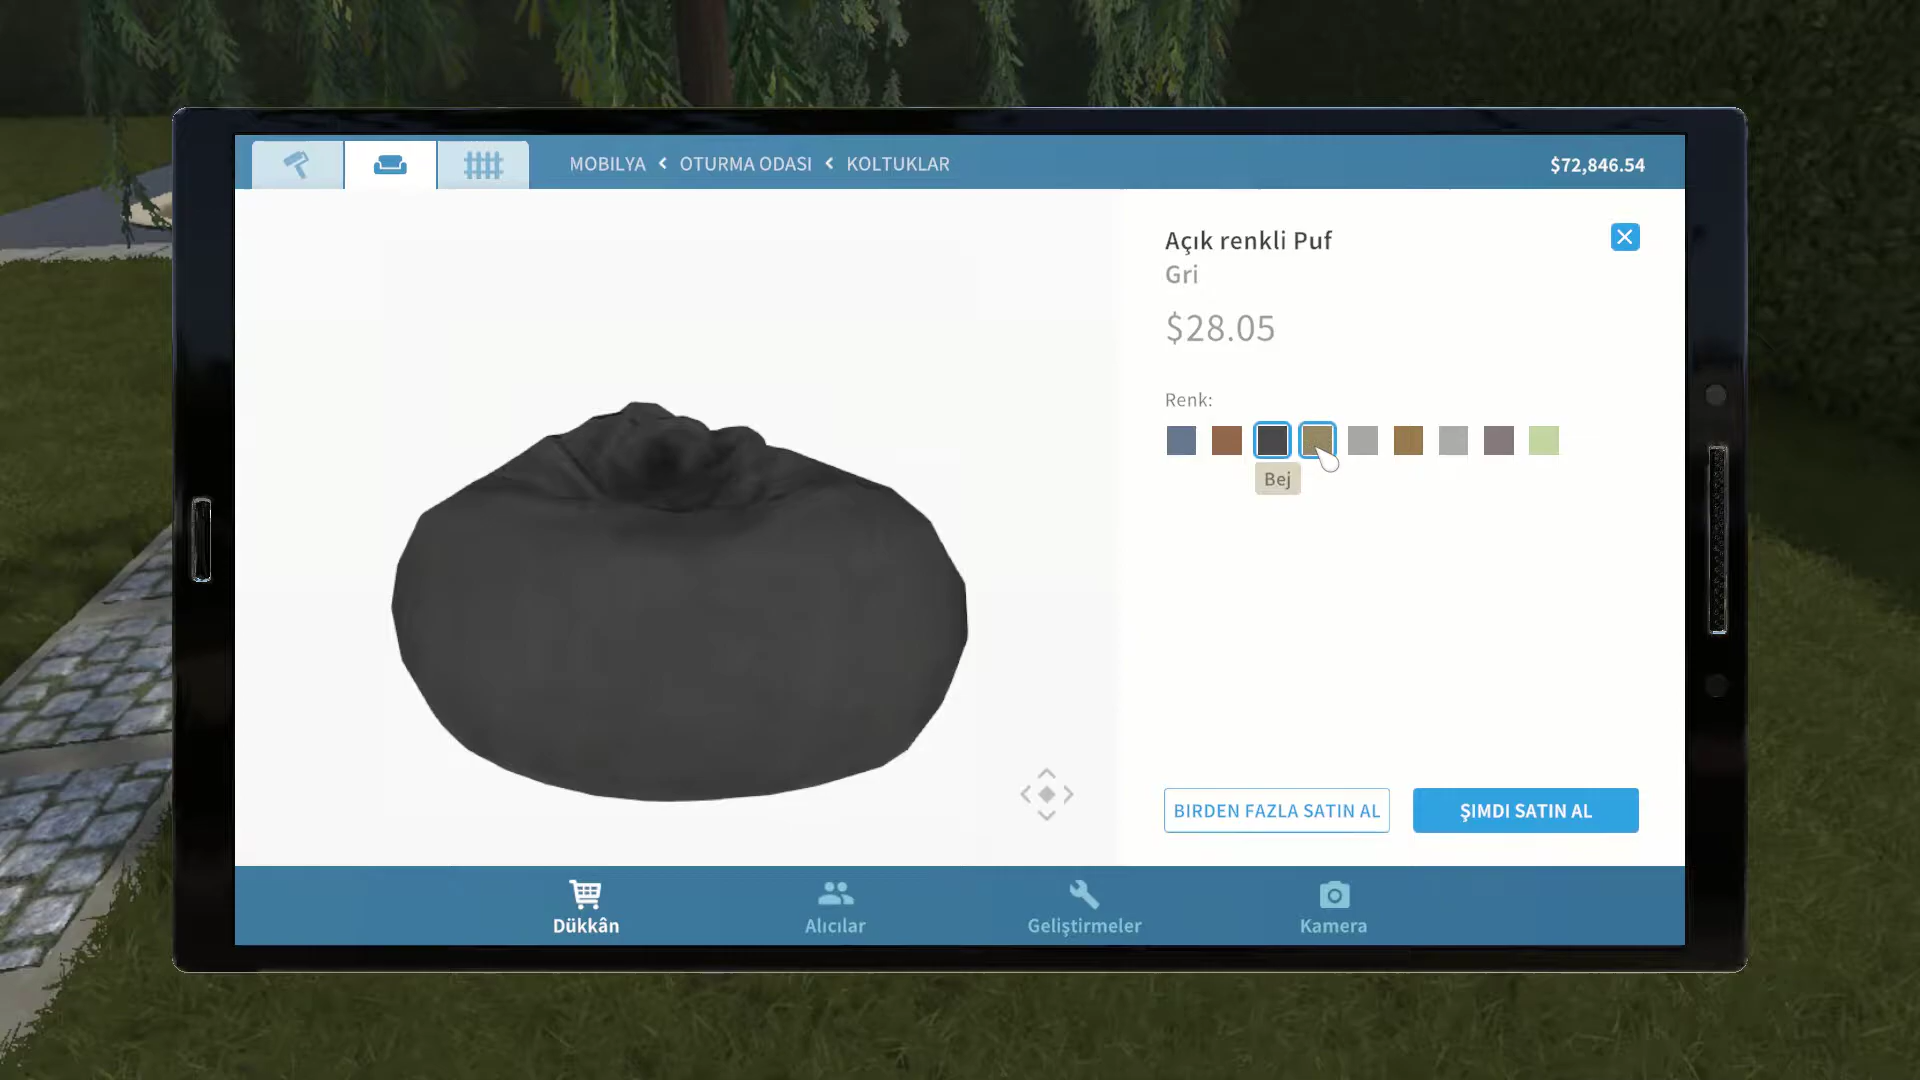 MOBILYA < OTURMA ODASI < KOLTUKLAR
$72,846.54
Açık renkli Puf
Gri
$28.05
Renk:
Bej
BIRDEN FAZLA SATIN AL
ŞIMDI SATIN AL
Dükkân
Alıcılar
Geliştirmeler
Kamera